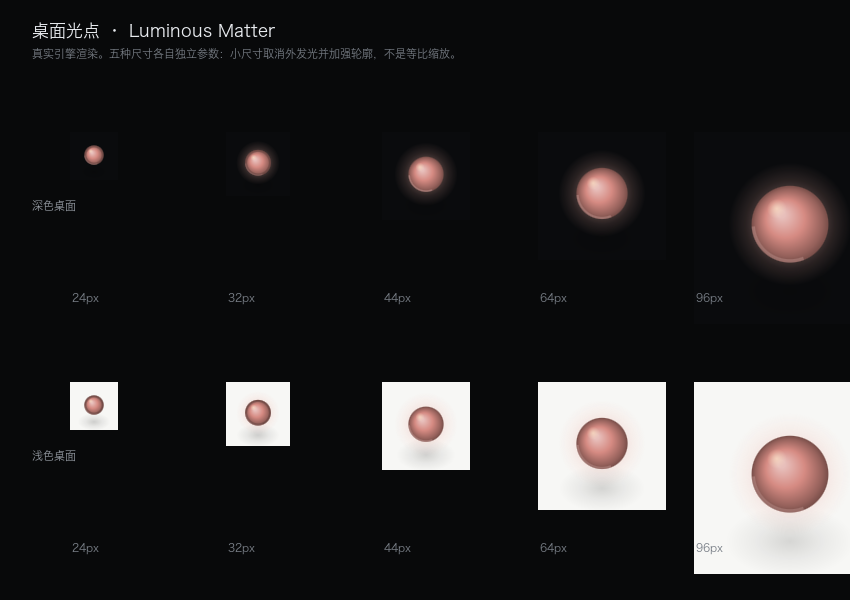 桌面光点 · Luminous Matter
真实引擎渲染。五种尺寸各自独立参数：小尺寸取消外发光并加强轮廓，不是等比缩放。
深色桌面
24px 32px 44px 64px 96px
浅色桌面
24px 32px 44px 64px 96px